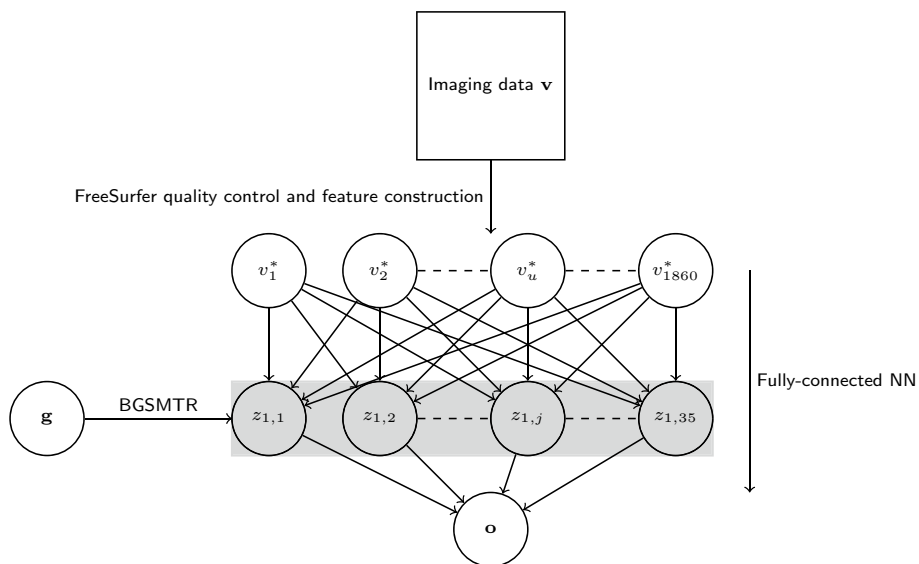 Imaging data v
FreeSurfer quality control and feature construction
v*₁ v*₂ v*ᵤ v*₁₈₆₀
Fully-connected NN
g BGSMTR z₁,₁ z₁,₂ z₁,ⱼ z₁,₃₅
o